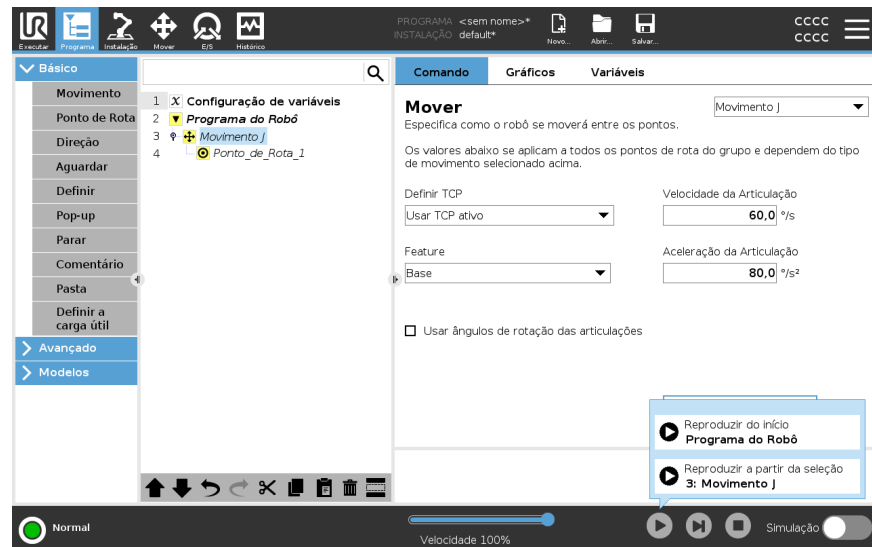 UR
Executar Programa Instalação Mover E/S Histórico
PROGRAMA <sem nome>*
INSTALAÇÃO default*
Novo... Abrir... Salvar...
cccc
cccc
Básico
Movimento
Ponto de Rota
Direção
Aguardar
Definir
Pop-up
Parar
Comentário
Pasta
Definir a
carga útil
Avançado
Modelos
1 X Configuração de variáveis
2 Programa do Robô
3 Movimento J
4 Ponto_de_Rota_1
Comando Gráficos Variáveis
Mover
Movimento J
Especifica como o robô se moverá entre os pontos.
Os valores abaixo se aplicam a todos os pontos de rota do grupo e dependem do tipo
de movimento selecionado acima.
Definir TCP
Usar TCP ativo
Velocidade da Articulação
60,0 °/s
Feature
Base
Aceleração da Articulação
80,0 °/s²
Usar ângulos de rotação das articulações
Reproduzir do início
Programa do Robô
Reproduzir a partir da seleção
3: Movimento J
Normal
Velocidade 100%
Simulação